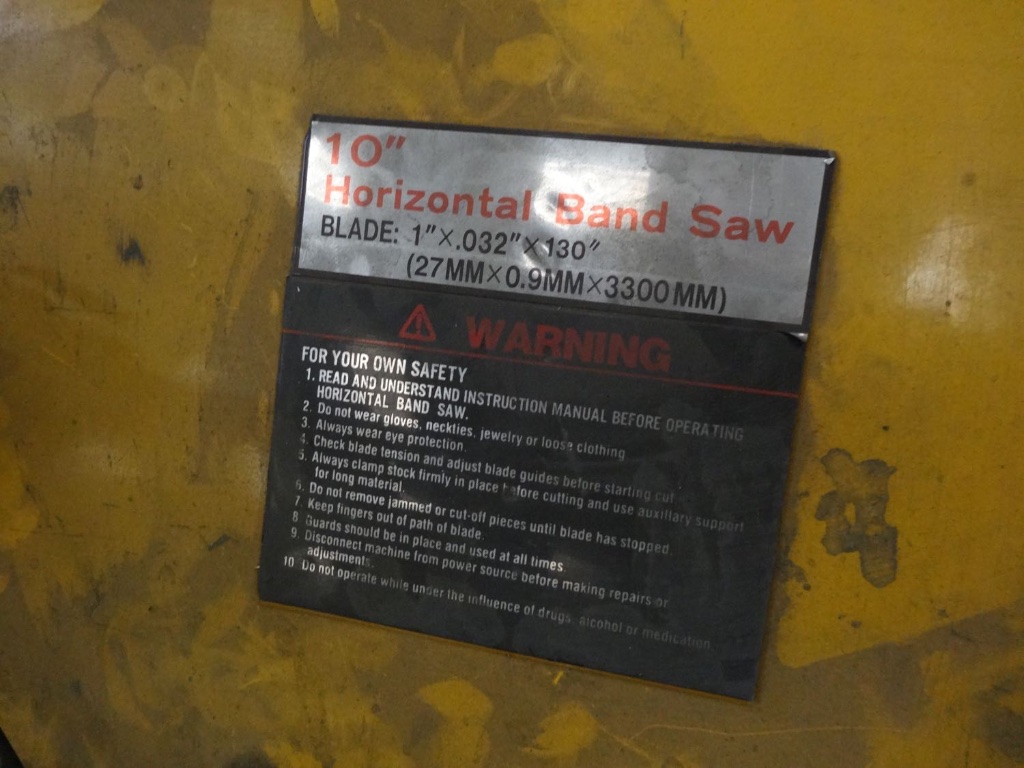 10"
Horizontal Band Saw
BLADE: 1"×.032"×130"
(27MM×0.9MM×3300MM)
WARNING
FOR YOUR OWN SAFETY
1. READ AND UNDERSTAND INSTRUCTION MANUAL BEFORE OPERATING
HORIZONTAL BAND SAW.
2. Do not wear gloves, neckties, jewelry or loose clothing
3. Always wear eye protection.
4. Check blade tension and adjust blade guides before starting cut
5. Always clamp stock firmly in place before cutting and use auxiliary support
for long material.
6. Do not remove jammed or cut-off pieces until blade has stopped
7. Keep fingers out of path of blade.
8 Guards should be in place and used at all times
9. Disconnect machine from power source before making repairs or
adjustments.
10 Do not operate while under the influence of drugs, alcohol or medication